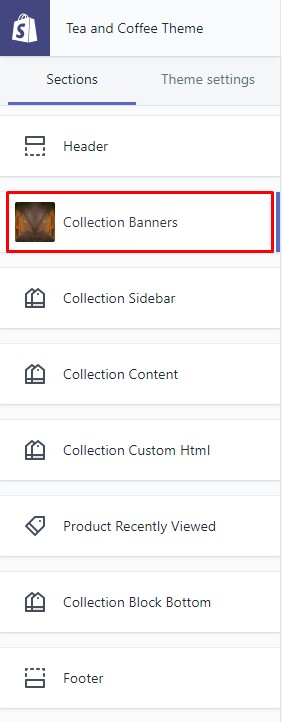 Tea and Coffee Theme
Sections
Theme settings
Header
Collection Banners
Collection Sidebar
Collection Content
Collection Custom Html
Product Recently Viewed
Collection Block Bottom
Footer